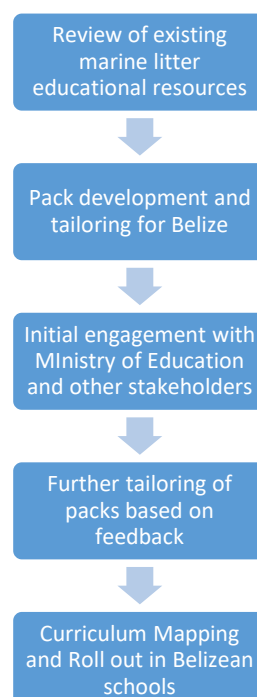 Review of existing
marine litter
educational resources
Pack development and
tailoring for Belize
Initial engagement with
MInistry of Education
and other stakeholders
Further tailoring of
packs based on
feedback
Curriculum Mapping
and Roll out in Belizean
schools